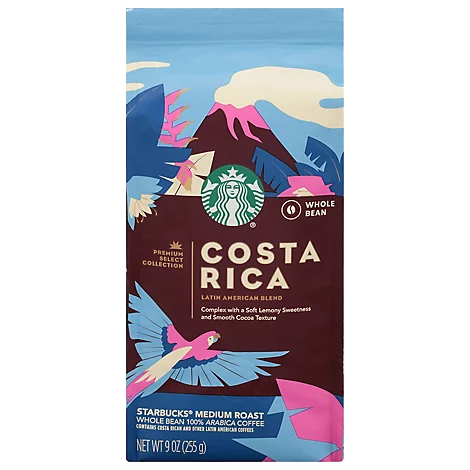 WHOLE
BEAN
®
PREMIUM
SELECT
COLLECTION
COSTA
RICA
LATIN AMERICAN BLEND
Complex with a Soft Lemony Sweetness
and Smooth Cocoa Texture
STARBUCKS® MEDIUM ROAST
WHOLE BEAN 100% ARABICA COFFEE
CONTAINS COSTA RICAN AND OTHER LATIN AMERICAN COFFEES
NET WT 9 OZ (255 g)